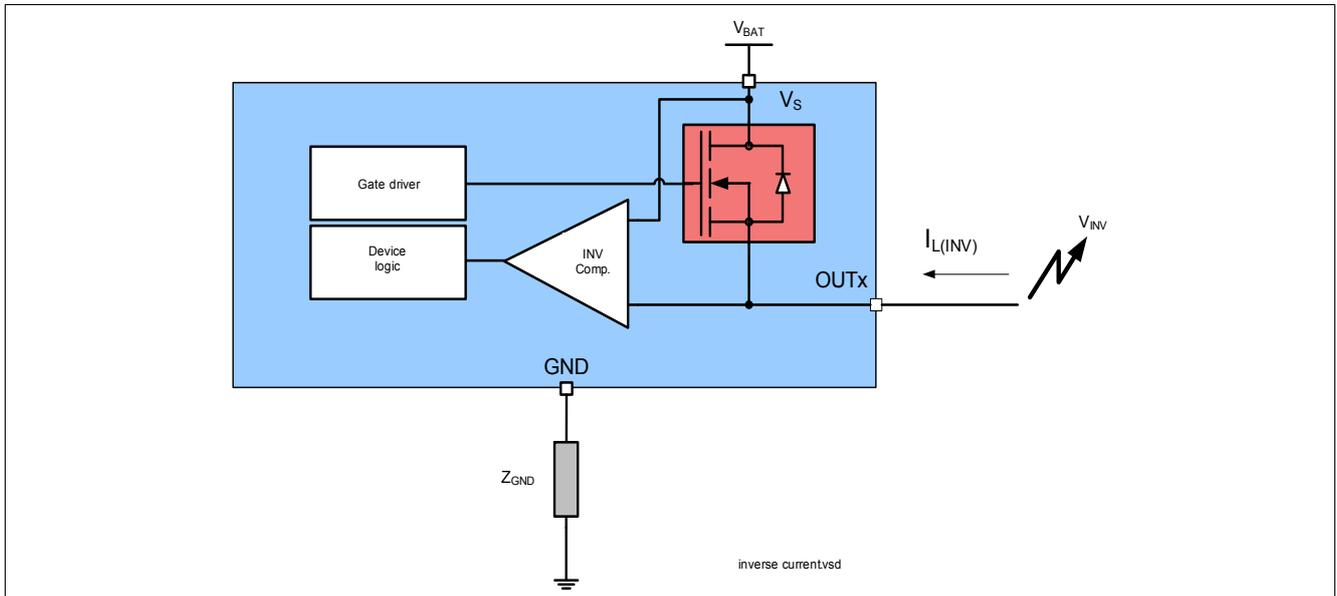 VBAT
VS
Gate driver
Device
logic
INV
Comp.
VINV
IL(INV)
OUTx
GND
ZGND
inverse current.vsd